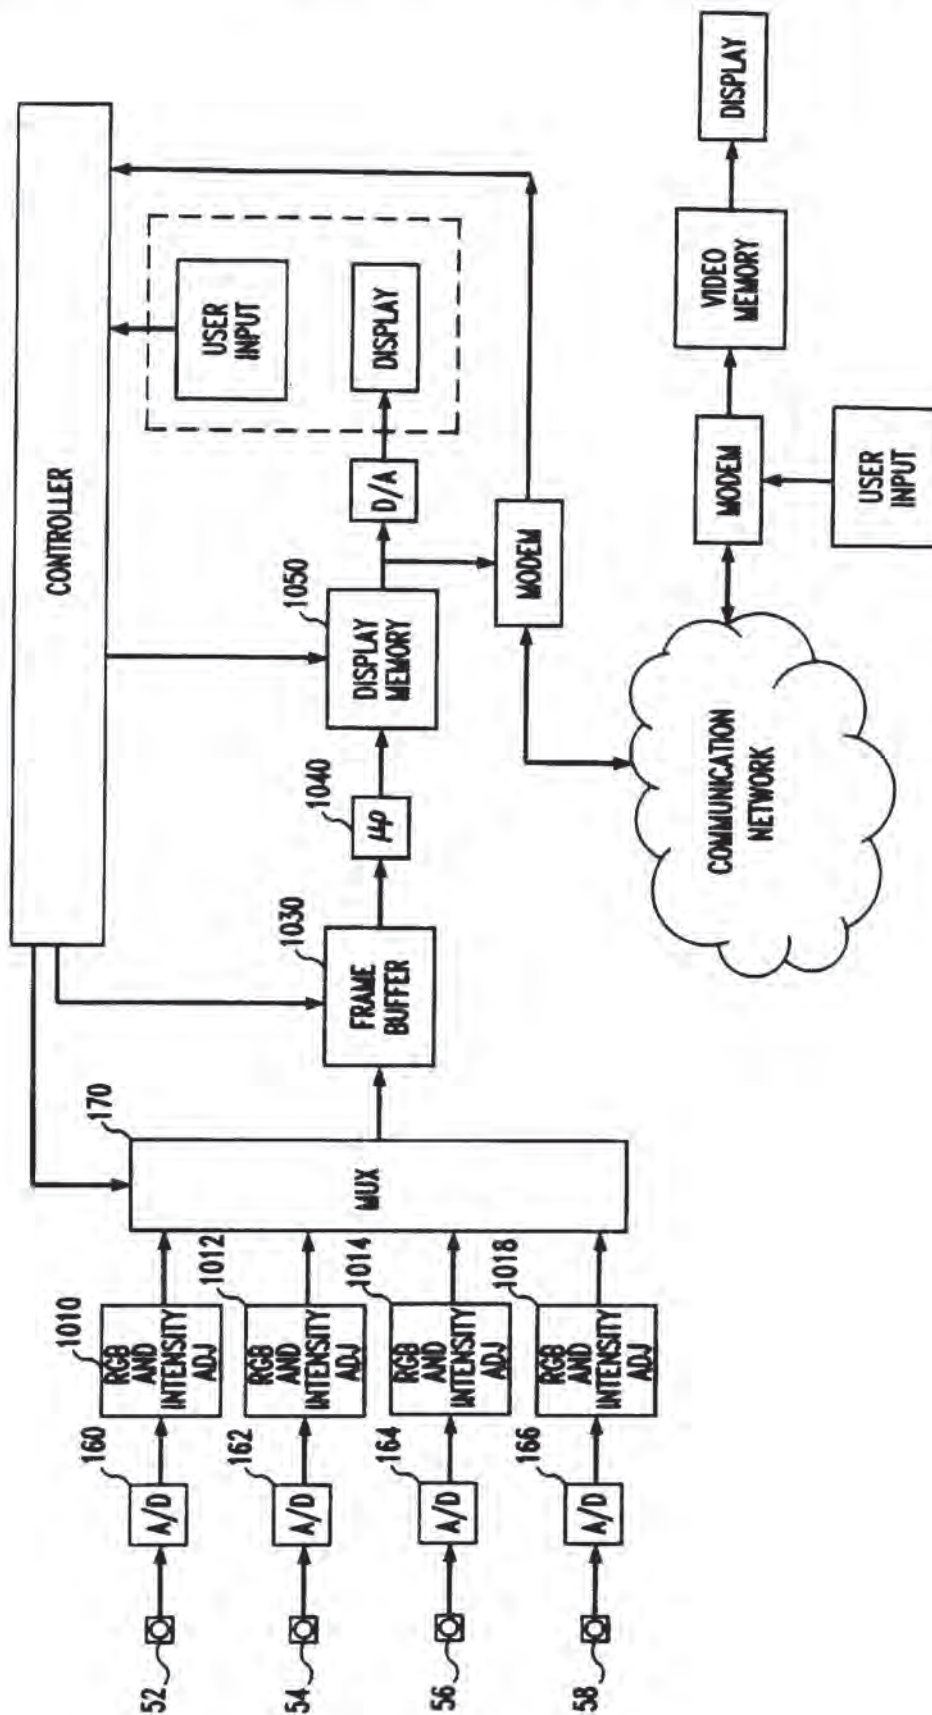 CONTROLLER
USER
INPUT
DISPLAY
D/A
1050
DISPLAY
MEMORY
1040
μP
1030
FRAME
BUFFER
MODEM
170
MUX
1010
RGB
AND
INTENSITY
ADJ
160
A/D
52
1012
RGB
AND
INTENSITY
ADJ
162
A/D
54
1014
RGB
AND
INTENSITY
ADJ
164
A/D
56
1018
RGB
AND
INTENSITY
ADJ
166
A/D
58
COMMUNICATION
NETWORK
MODEM
USER
INPUT
VIDEO
MEMORY
DISPLAY